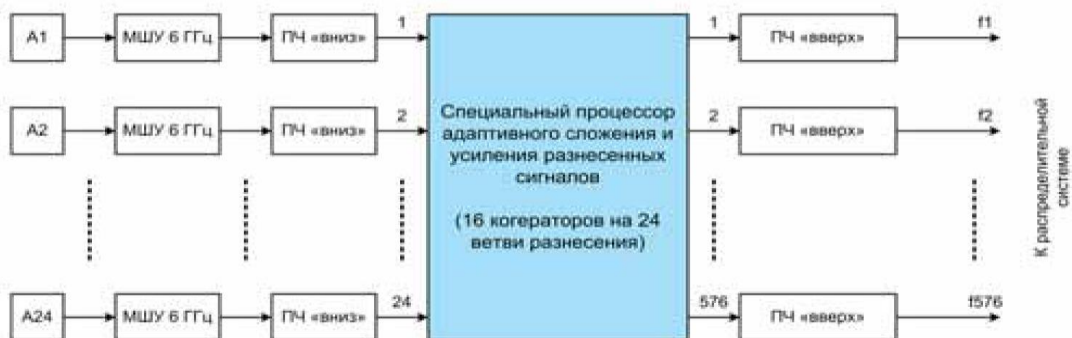 A1
МШУ 6 ГГц
ПЧ «вниз»
1
1
ПЧ «вверх»
f1
A2
МШУ 6 ГГц
ПЧ «вниз»
2
Специальный процессор
адаптивного сложения и
усиления разнесенных
сигналов
(16 когераторов на 24
ветви разнесения)
2
ПЧ «вверх»
f2
К распределительной
системе
A24
МШУ 6 ГГц
ПЧ «вниз»
24
576
ПЧ «вверх»
f576